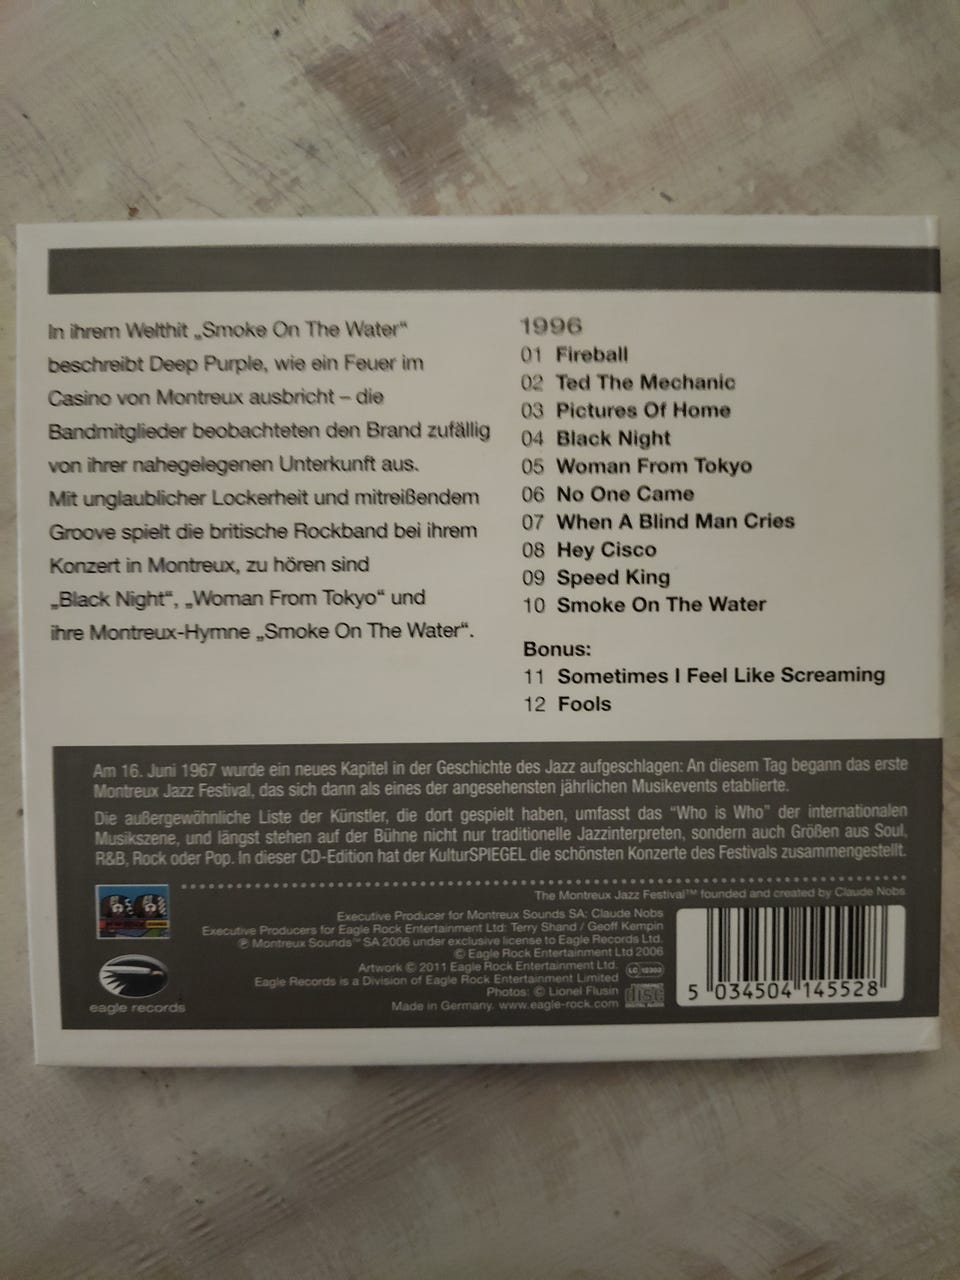 In ihrem Welthit „Smoke On The Water“
beschreibt Deep Purple, wie ein Feuer im
Casino von Montreux ausbricht – die
Bandmitglieder beobachteten den Brand zufällig
von ihrer nahegelegenen Unterkunft aus.
Mit unglaublicher Lockerheit und mitreißendem
Groove spielt die britische Rockband bei ihrem
Konzert in Montreux, zu hören sind
„Black Night“, „Woman From Tokyo“ und
ihre Montreux-Hymne „Smoke On The Water“.
1996
01 Fireball
02 Ted The Mechanic
03 Pictures Of Home
04 Black Night
05 Woman From Tokyo
06 No One Came
07 When A Blind Man Cries
08 Hey Cisco
09 Speed King
10 Smoke On The Water
Bonus:
11 Sometimes I Feel Like Screaming
12 Fools
Am 16. Juni 1967 wurde ein neues Kapitel in der Geschichte des Jazz aufgeschlagen: An diesem Tag begann das erste
Montreux Jazz Festival, das sich dann als eines der angesehensten jährlichen Musikevents etablierte.
Die außergewöhnliche Liste der Künstler, die dort gespielt haben, umfasst das “Who is Who” der internationalen
Musikszene, und längst stehen auf der Bühne nicht nur traditionelle Jazzinterpreten, sondern auch Größen aus Soul,
R&B, Rock oder Pop. In dieser CD-Edition hat der KulturSPIEGEL die schönsten Konzerte des Festivals zusammengestellt.
The Montreux Jazz Festival™ founded and created by Claude Nobs
Executive Producer for Montreux Sounds SA: Claude Nobs
Executive Producers for Eagle Rock Entertainment Ltd: Terry Shand / Geoff Kempin
℗ Montreux Sounds™ SA 2006 under exclusive license to Eagle Records Ltd.
© Eagle Rock Entertainment Ltd 2006
Artwork © 2011 Eagle Rock Entertainment Ltd.
Eagle Records is a Division of Eagle Rock Entertainment Limited
Photos: © Lionel Flusin
Made in Germany. www.eagle-rock.com
eagle records
LC 12303
COMPACT
disc
DIGITAL AUDIO
5 034504 145528